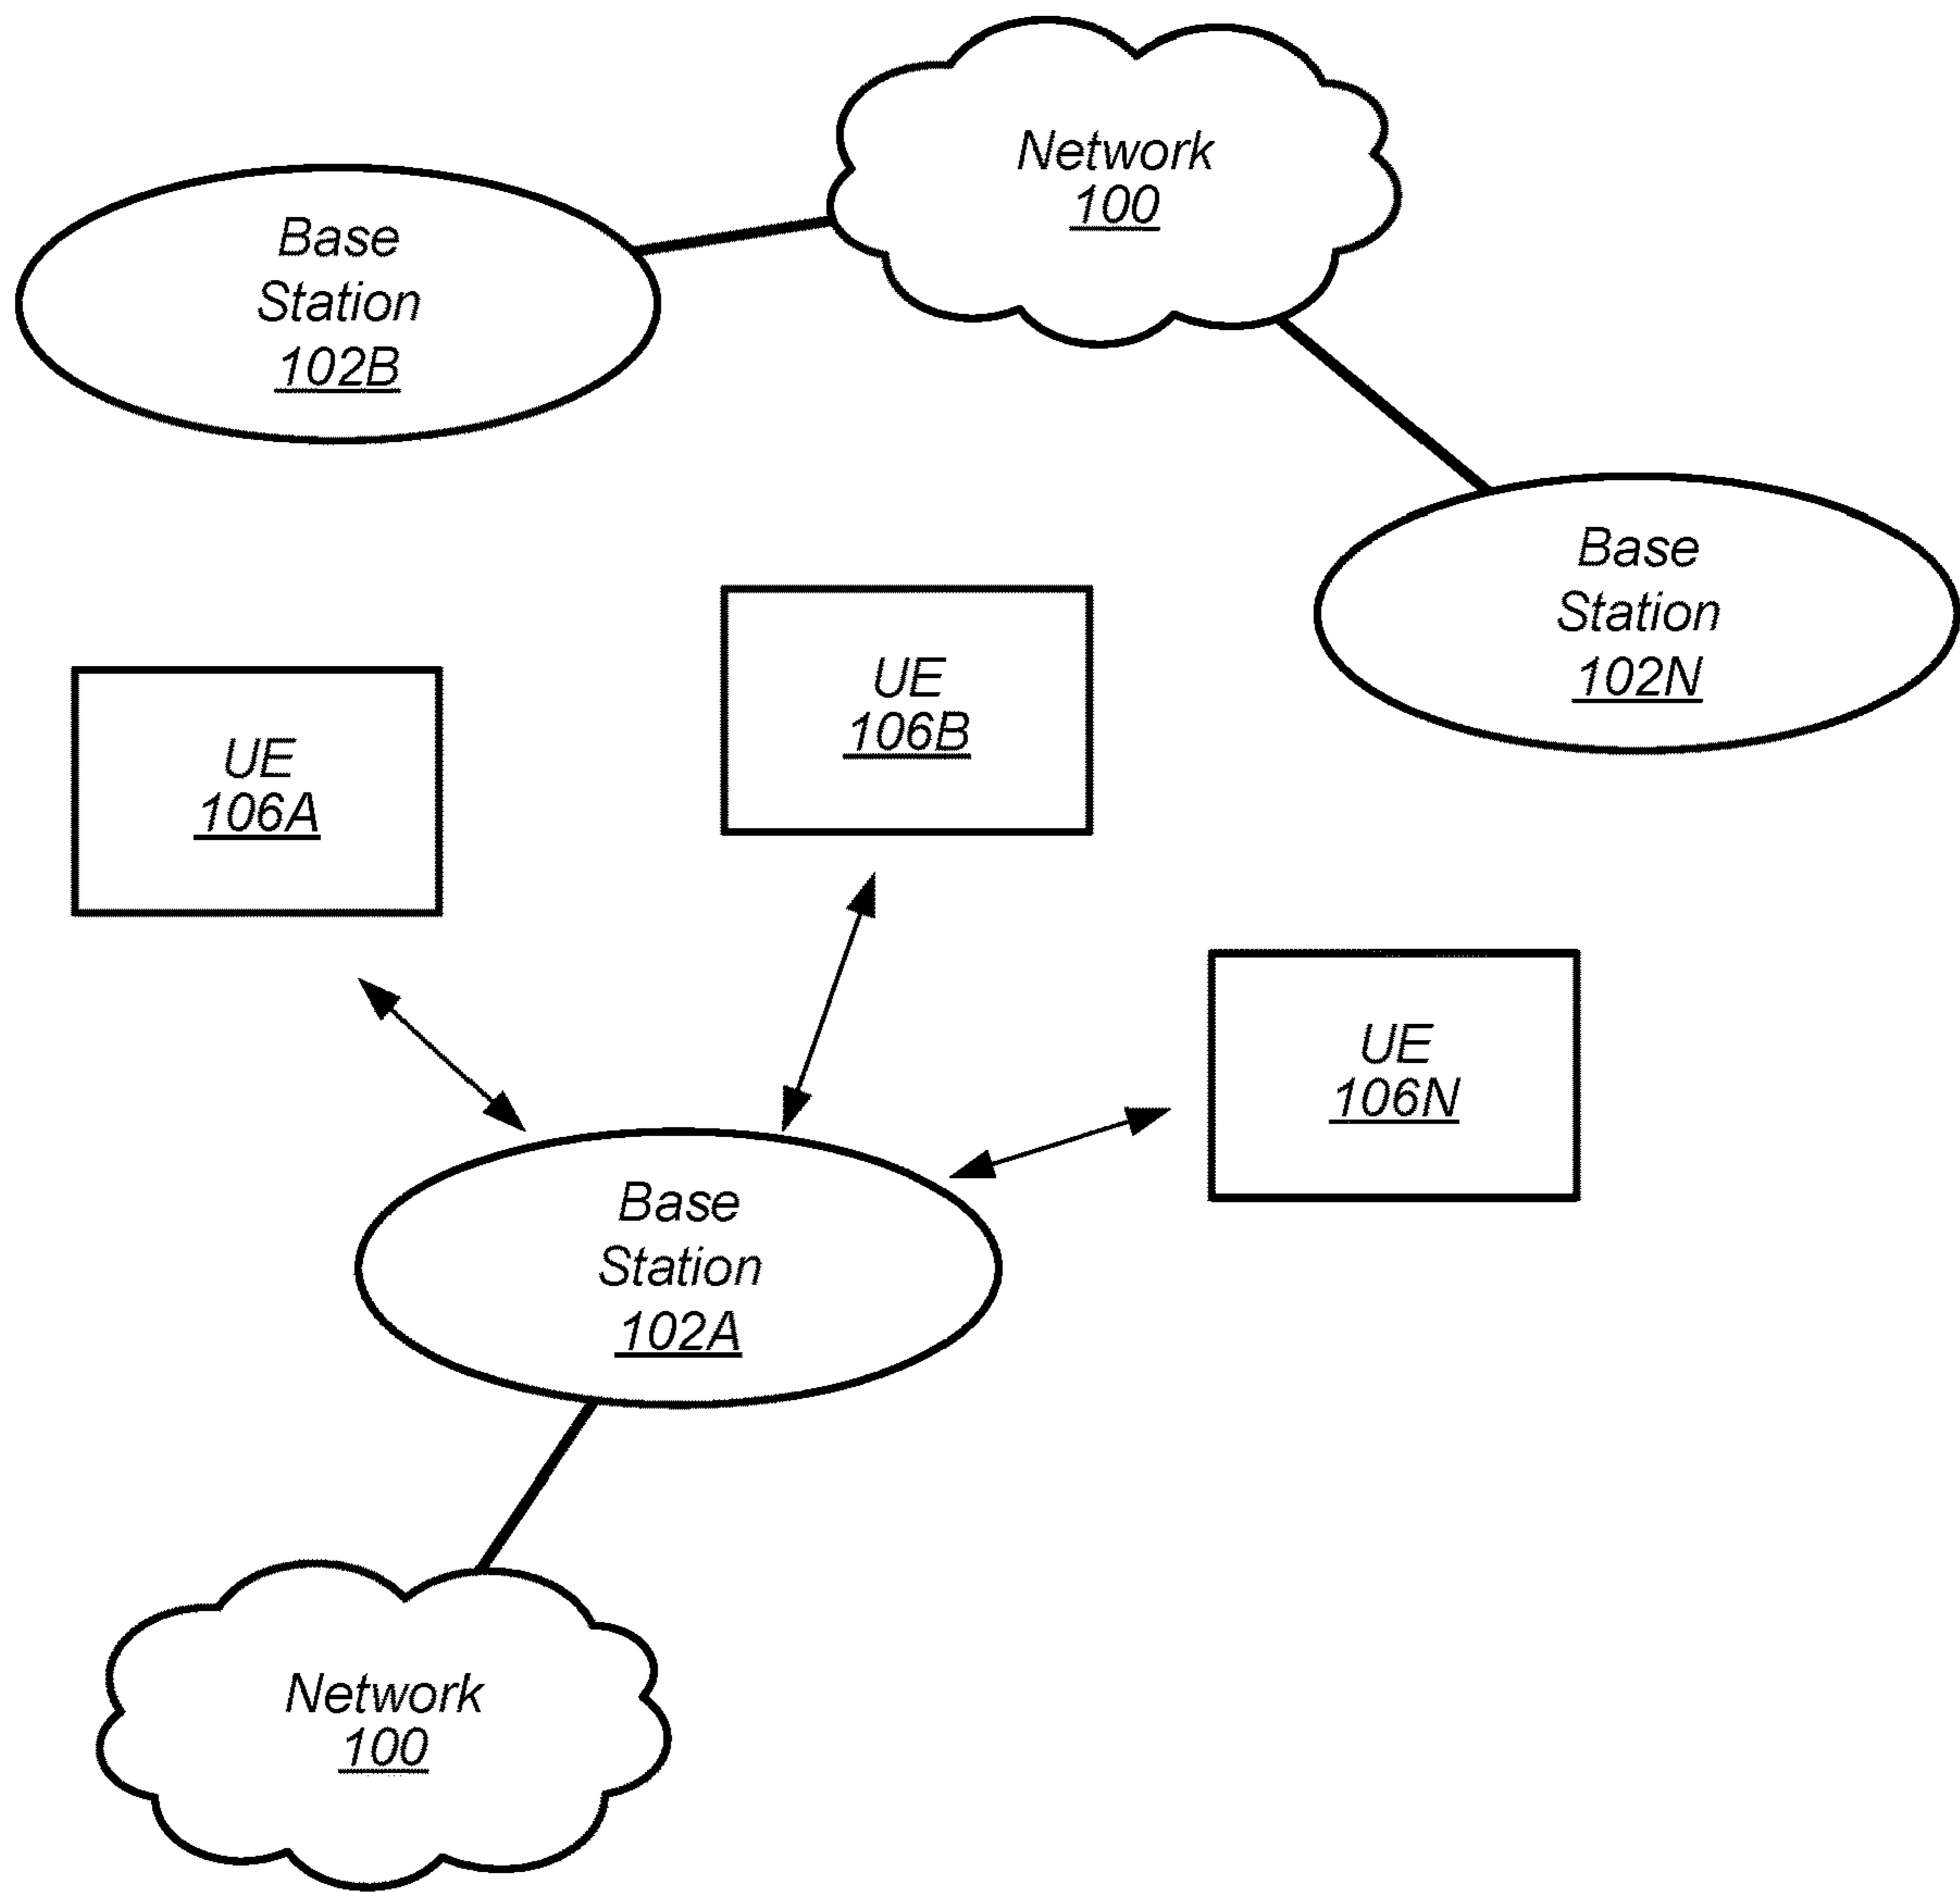 Network
100
Base
Station
102B
Base
Station
102N
UE
106B
UE
106A
UE
106N
Base
Station
102A
Network
100